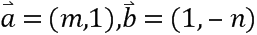 a⃗ = (m,1),b⃗ = (1, − n)